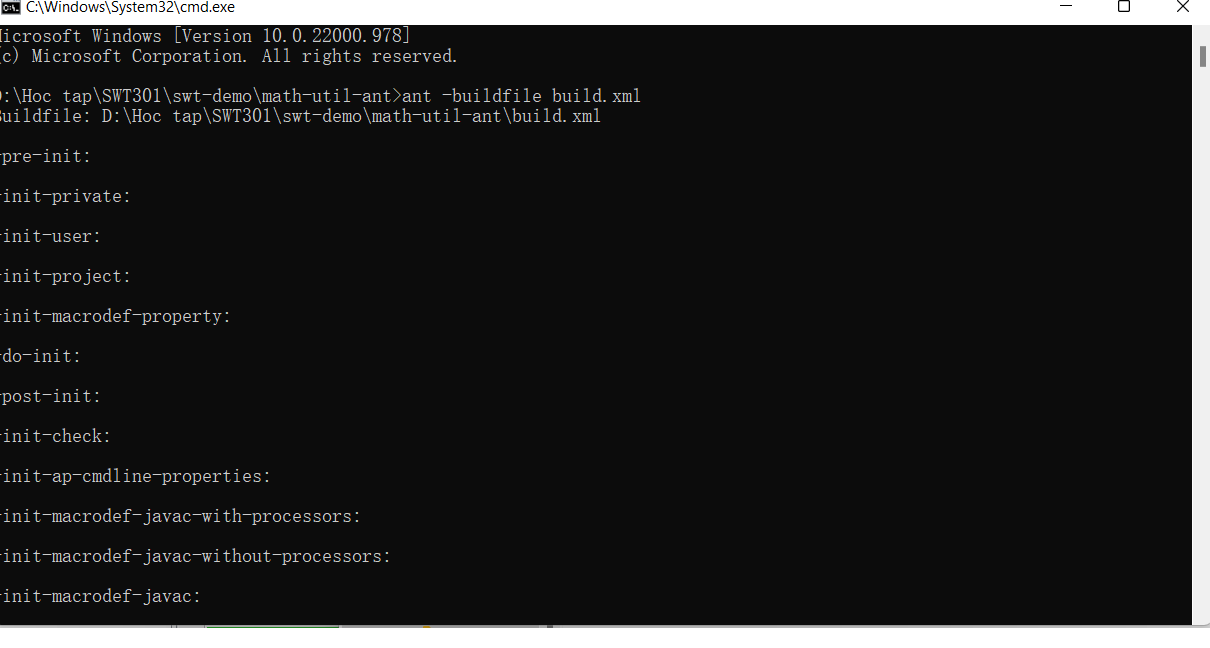 C:\Windows\System32\cmd.exe
Microsoft Windows [Version 10.0.22000.978]
(c) Microsoft Corporation. All rights reserved.
D:\Hoc tap\SWT301\swt-demo\math-util-ant>ant -buildfile build.xml
Buildfile: D:\Hoc tap\SWT301\swt-demo\math-util-ant\build.xml
-pre-init:
-init-private:
-init-user:
-init-project:
-init-macrodef-property:
-do-init:
-post-init:
-init-check:
-init-ap-cmdline-properties:
-init-macrodef-javac-with-processors:
-init-macrodef-javac-without-processors:
-init-macrodef-javac: